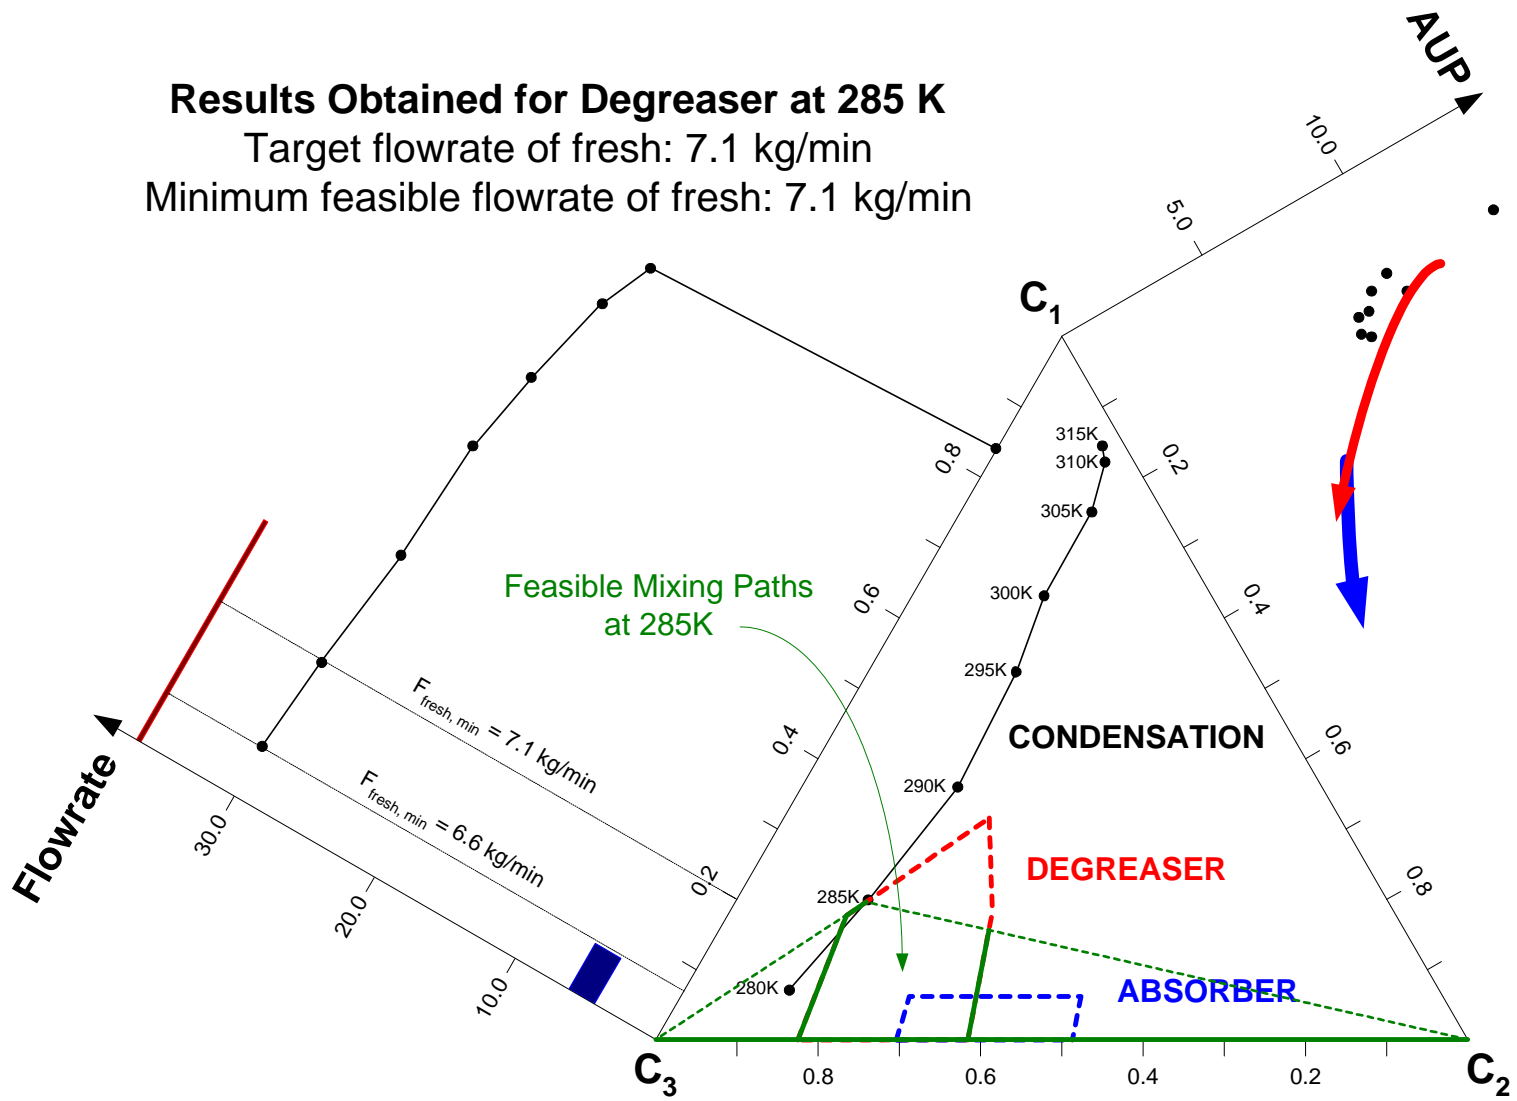 Results Obtained for Degreaser at 285 K
Target flowrate of fresh: 7.1 kg/min
Minimum feasible flowrate of fresh: 7.1 kg/min
AUP
10.0
5.0
C1
315K
310K
305K
300K
295K
290K
285K
280K
0.8
0.6
0.4
0.2
0.2
0.4
0.6
0.8
Feasible Mixing Paths
at 285K
CONDENSATION
DEGREASER
ABSORBER
Ffresh, min = 7.1 kg/min
Ffresh, min = 6.6 kg/min
Flowrate
30.0
20.0
10.0
C3
0.8
0.6
0.4
0.2
C2